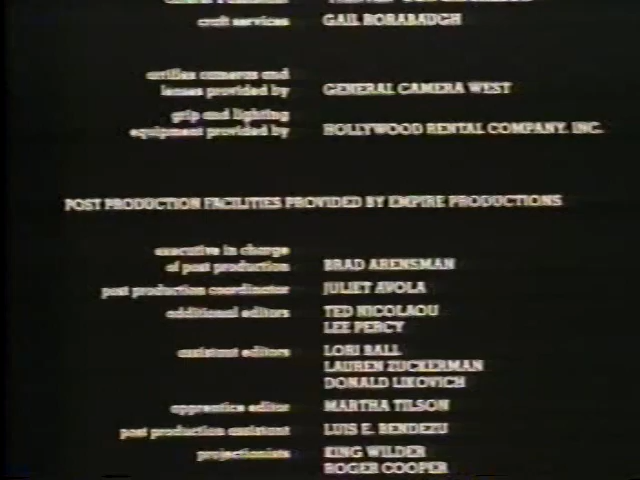 craft services GAIL ROBABAUGH
arriflex cameras and
lenses provided by GENERAL CAMERA WEST
grip and lighting
equipment provided by HOLLYWOOD RENTAL COMPANY. INC.
POST PRODUCTION FACILITIES PROVIDED BY EMPIRE PRODUCTIONS
executive in charge
of post production BRAD ARENSMAN
post production coordinator JULIET AVOLA
additional editors TED NICOLAOU
LEE PERCY
assistant editors LORI BALL
LAUREN ZUCKERMAN
DONALD LIKOVICH
apprentice editor MARTHA TILSON
post production assistant LUIS E. RENDEZU
projectionists KING WILDER
ROGER COOPER